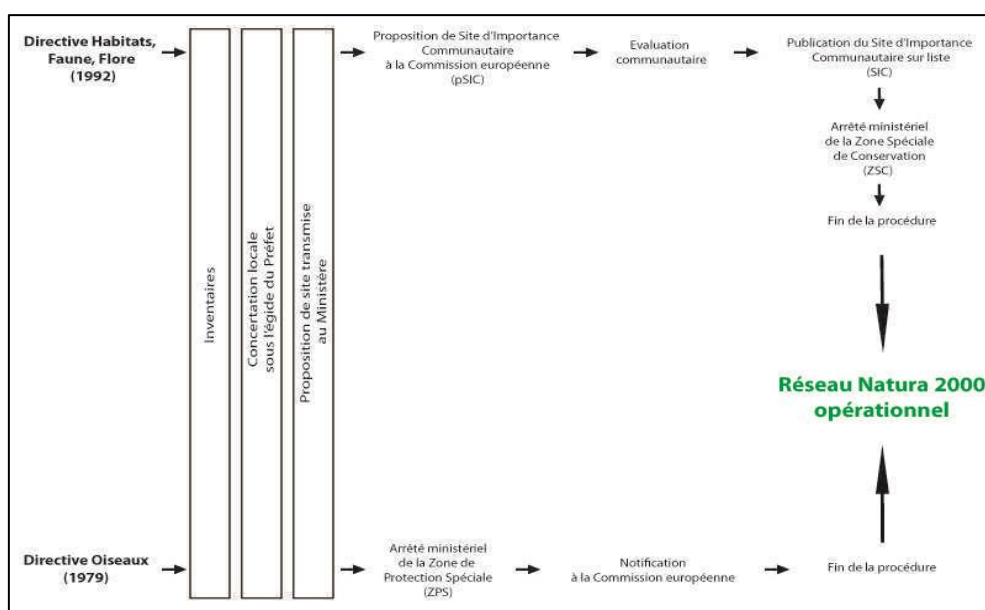 Directive Habitats,
Faune, Flore
(1992)
Inventaires
Concertation locale
sous l'égide du Préfet
Proposition de site transmise
au Ministère
Proposition de Site d'Importance
Communautaire
à la Commission européenne
(pSIC)
Evaluation
communautaire
Publication du Site d'Importance
Communautaire sur liste
(SIC)
Arrêté ministériel
de la Zone Spéciale
de Conservation
(ZSC)
Fin de la procédure
Réseau Natura 2000
opérationnel
Directive Oiseaux
(1979)
Arrêté ministériel
de la Zone de
Protection Spéciale
(ZPS)
Notification
à la Commission européenne
Fin de la procédure